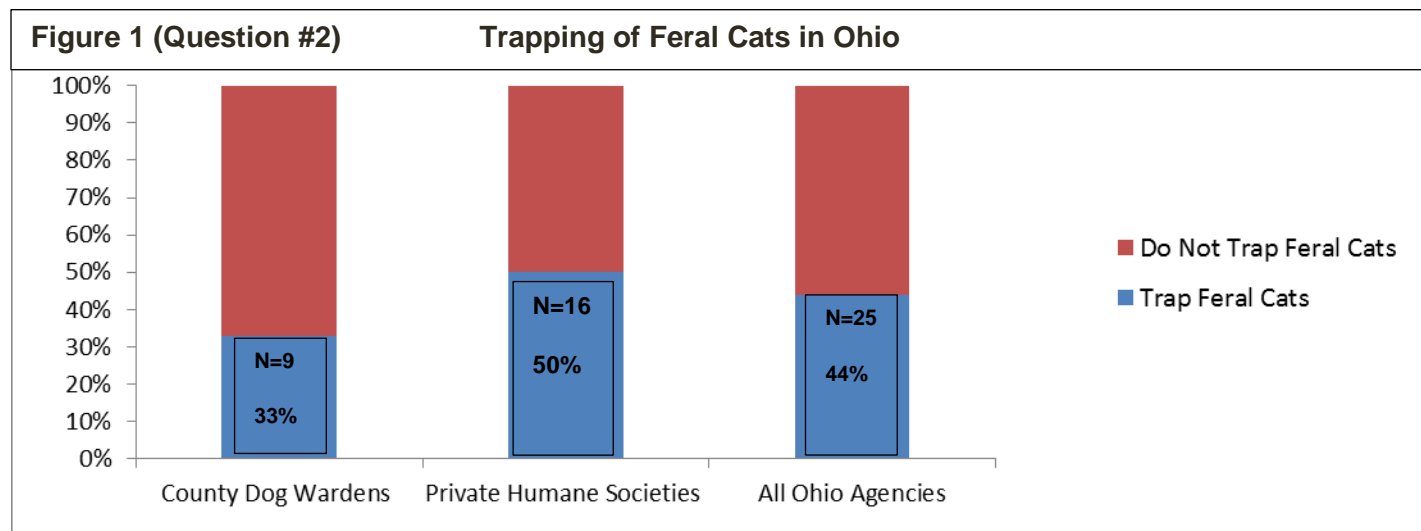 Figure 1 (Question #2) Trapping of Feral Cats in Ohio
100%
90%
80%
70%
60%
50%
40%
30%
20%
10%
0%
N=9
33%
N=16
50%
N=25
44%
County Dog Wardens Private Humane Societies All Ohio Agencies
Do Not Trap Feral Cats
Trap Feral Cats